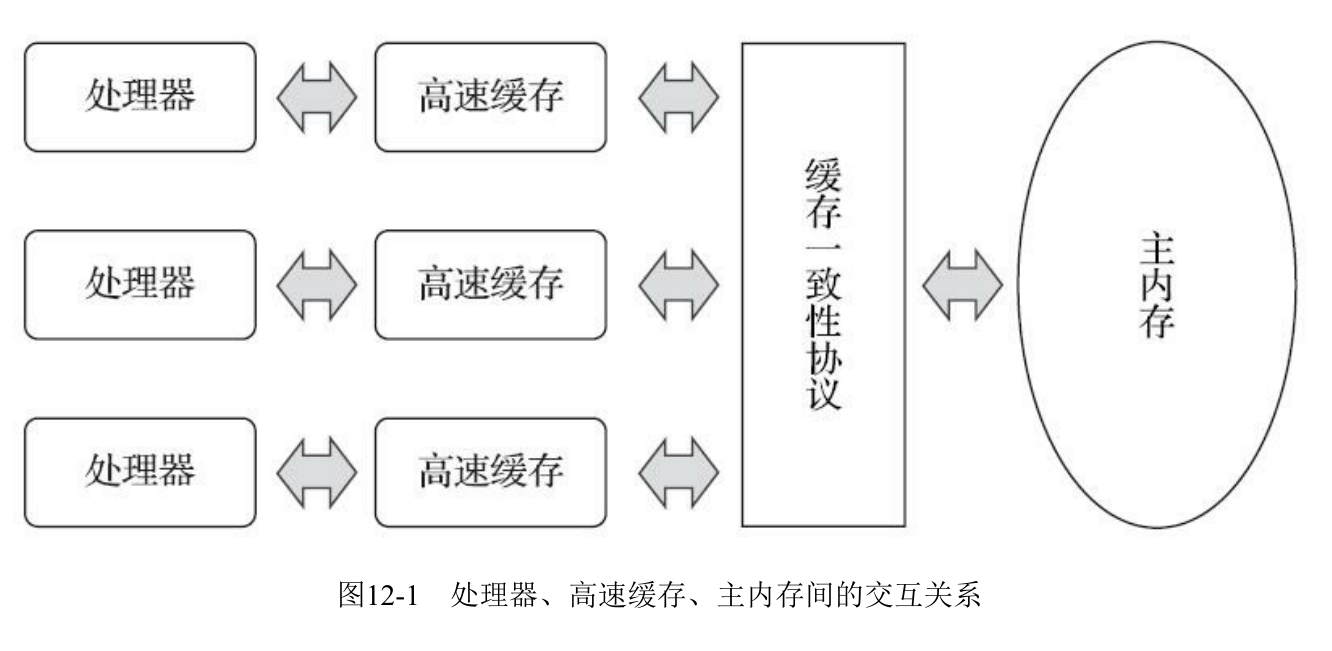 处理器
高速缓存
处理器
高速缓存
处理器
高速缓存
缓存一致性协议
主内存
图12-1 处理器、高速缓存、主内存间的交互关系